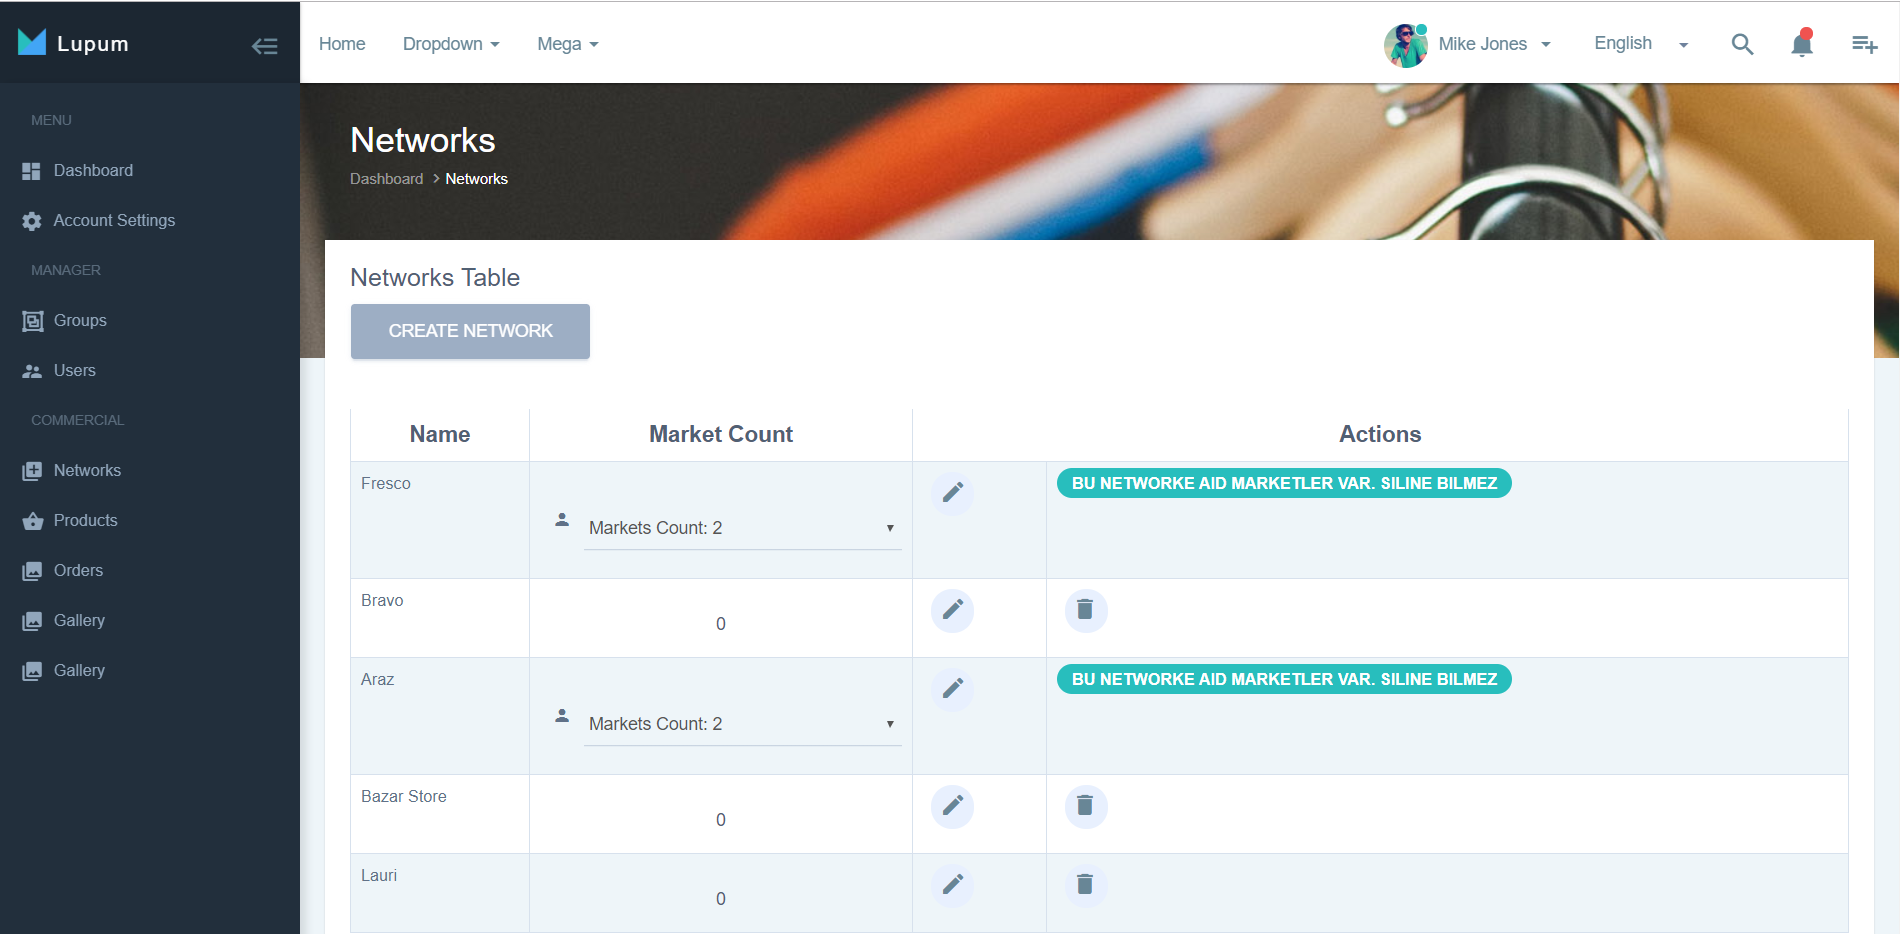 Lupum
Home
Dropdown
Mega
Mike Jones
English
MENU
Dashboard
Account Settings
MANAGER
Groups
Users
COMMERCIAL
Networks
Products
Orders
Gallery
Gallery
Networks
Dashboard > Networks
Networks Table
CREATE NETWORK
Name Market Count Actions
Fresco
Markets Count: 2
BU NETWORKE AID MARKETLER VAR. SILINE BILMEZ
Bravo
0
Araz
Markets Count: 2
BU NETWORKE AID MARKETLER VAR. SILINE BILMEZ
Bazar Store
0
Lauri
0